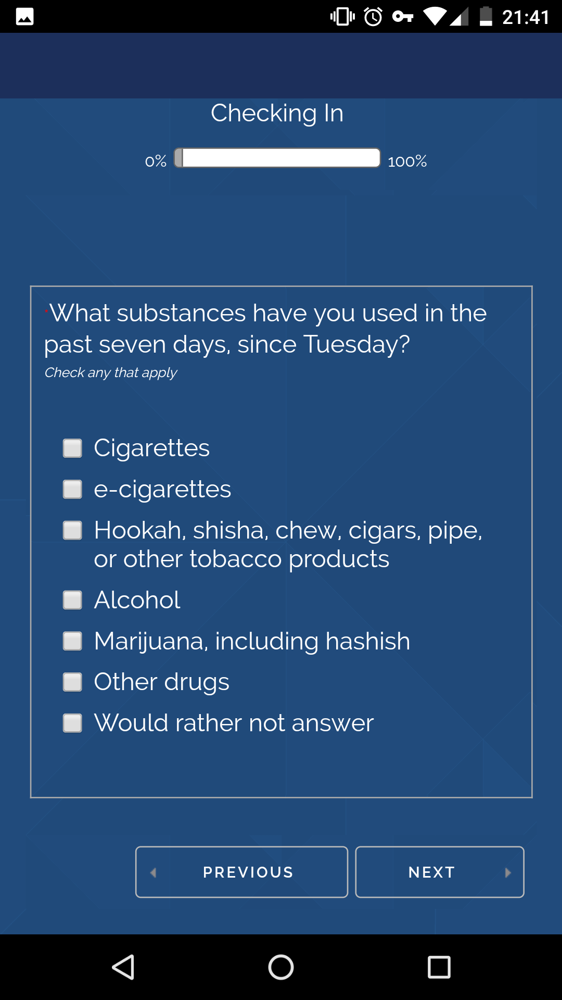 21:41
Checking In
0% 100%
*What substances have you used in the
past seven days, since Tuesday?
Check any that apply
Cigarettes
e-cigarettes
Hookah, shisha, chew, cigars, pipe,
or other tobacco products
Alcohol
Marijuana, including hashish
Other drugs
Would rather not answer
PREVIOUS NEXT